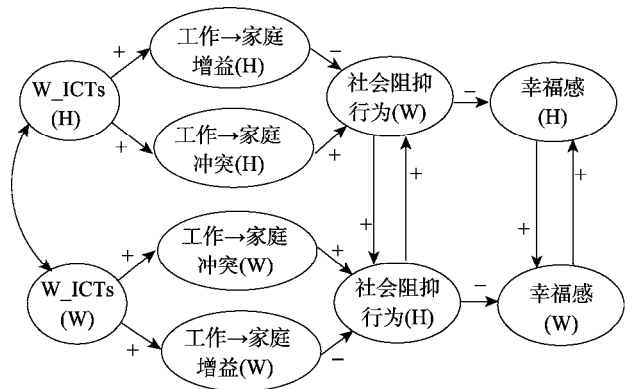 工作→家庭
增益(H)
W_ICTs
(H)
社会阻抑
行为(W)
幸福感
(H)
工作→家庭
冲突(H)
+
+
−
+
−
+
+
+
+
工作→家庭
冲突(W)
W_ICTs
(W)
社会阻抑
行为(H)
幸福感
(W)
工作→家庭
增益(W)
+
+
+
−
−